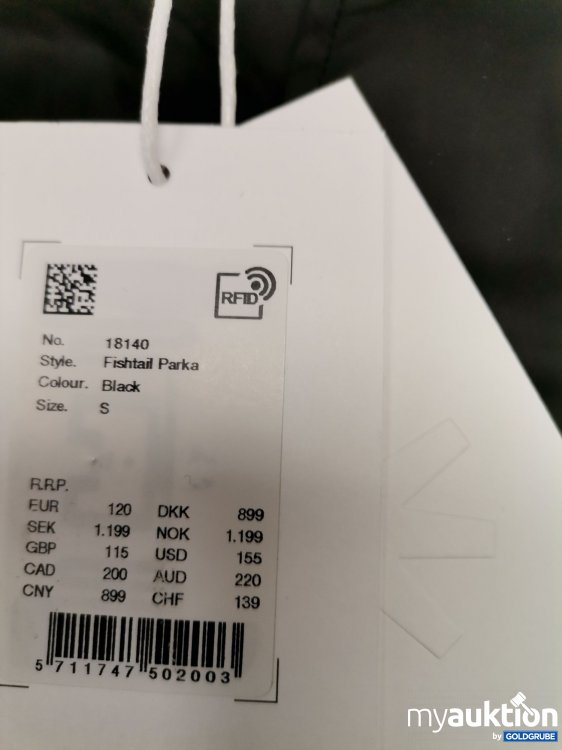 RFID
No. 18140
Style. Fishtail Parka
Colour. Black
Size. S
R.R.P.
EUR 120 DKK 899
SEK 1.199 NOK 1.199
GBP 115 USD 155
CAD 200 AUD 220
CNY 899 CHF 139
5 711747 502003
myauktion
by GOLDGRUBE